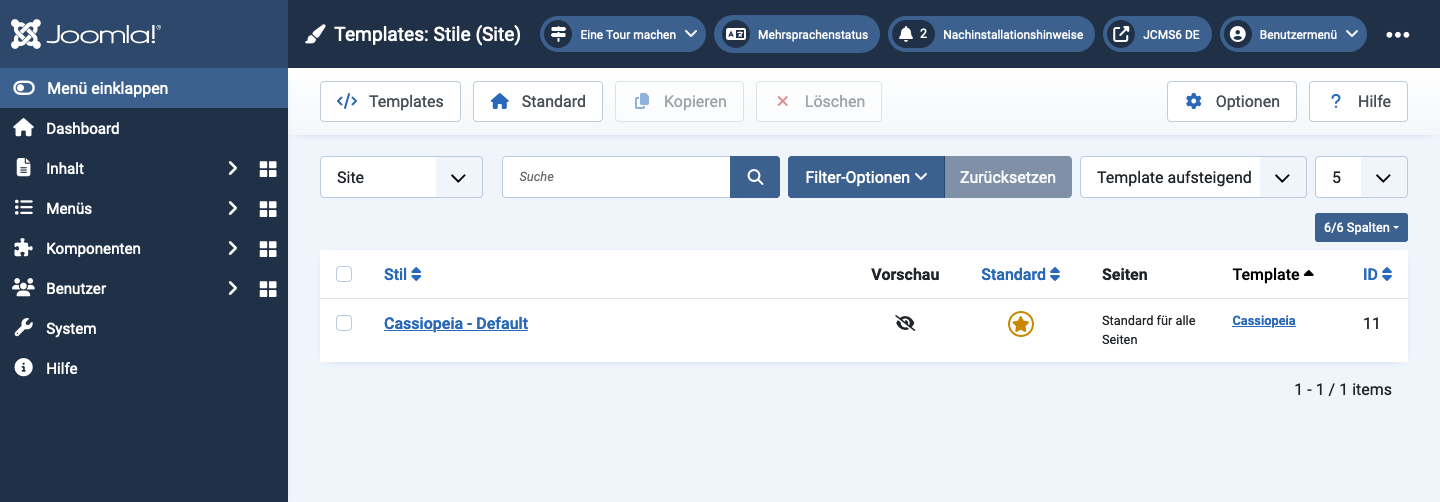 Joomla!®
Templates: Stile (Site)
Eine Tour machen
Mehrsprachenstatus
2 Nachinstallationshinweise
JCMS6 DE
Benutzermenü
Menü einklappen
Dashboard
Inhalt
Menüs
Komponenten
Benutzer
System
Hilfe
Templates
Standard
Kopieren
Löschen
Optionen
? Hilfe
Site
Suche
Filter-Optionen
Zurücksetzen
Template aufsteigend
5
6/6 Spalten
Stil Vorschau Standard Seiten Template ID
Cassiopeia - Default Standard für alle Cassiopeia 11
Seiten
1 - 1 / 1 items